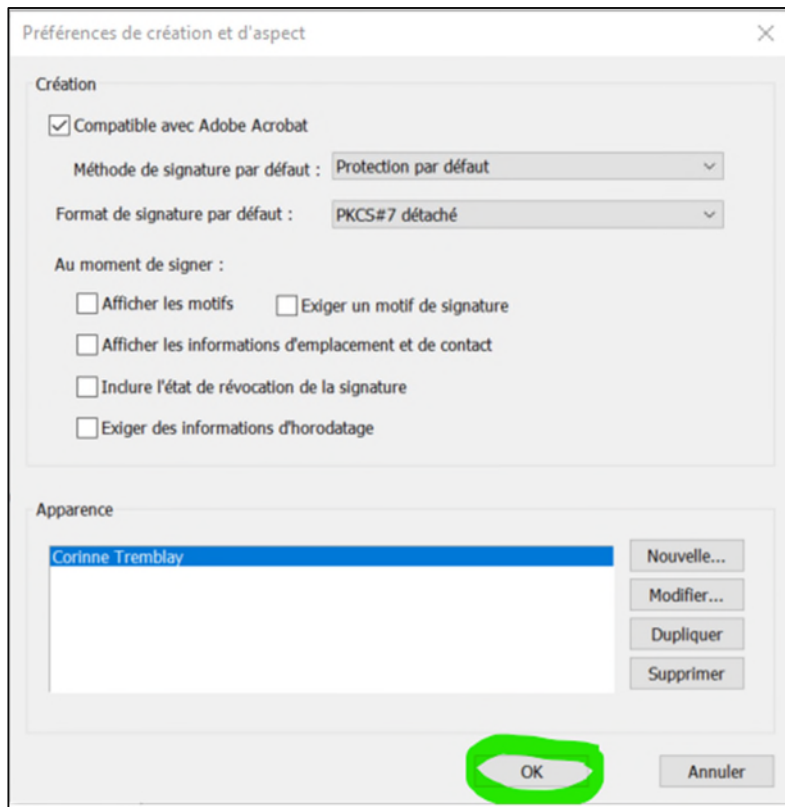 Préférences de création et d'aspect
Création
Compatible avec Adobe Acrobat
Méthode de signature par défaut : Protection par défaut
Format de signature par défaut : PKCS#7 détaché
Au moment de signer :
Afficher les motifs Exiger un motif de signature
Afficher les informations d'emplacement et de contact
Inclure l'état de révocation de la signature
Exiger des informations d'horodatage
Apparence
Corinne Tremblay
Nouvelle...
Modifier...
Dupliquer
Supprimer
OK Annuler